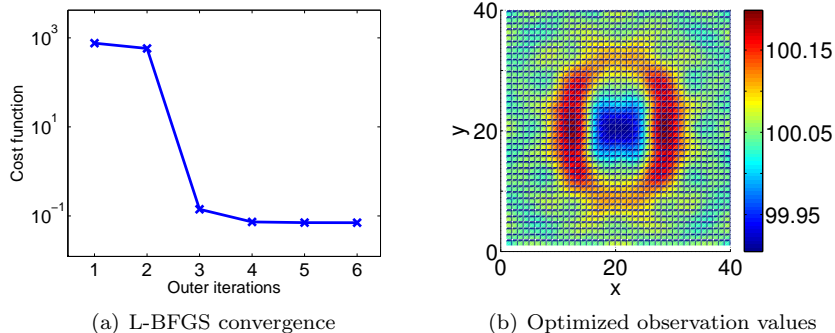 10^3
10^1
10^−1
Cost function
1 2 3 4 5 6
Outer iterations
(a) L-BFGS convergence
40
20
0
y
0 20 40
x
100.15
100.05
99.95
(b) Optimized observation values